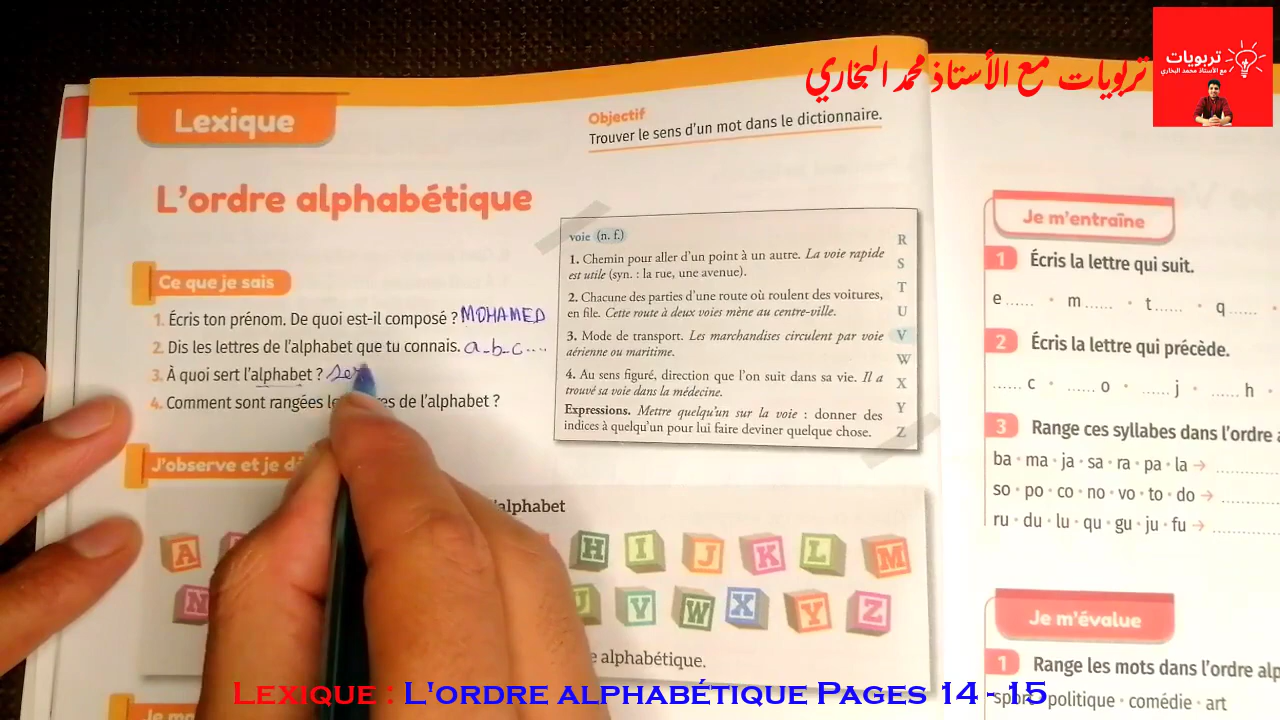 تربويات مع الأستاذ محمد البخاري
تربويات
مع الأستاذ محمد البخاري
Lexique
Objectif
Trouver le sens d'un mot dans le dictionnaire.
L'ordre alphabétique
Ce que je sais
1. Écris ton prénom. De quoi est-il composé ? MOHAMED
2. Dis les lettres de l'alphabet que tu connais. a-b-c....
3. À quoi sert l'alphabet ? ser
4. Comment sont rangées de l'alphabet ?
voie (n. f.)
1. Chemin pour aller d'un point à un autre. La voie rapide
est utile (syn. : la rue, une avenue).
2. Chacune des parties d'une route où roulent des voitures,
en file. Cette route à deux voies mène au centre-ville.
3. Mode de transport. Les marchandises circulent par voie
aérienne ou maritime.
4. Au sens figuré, direction que l'on suit dans sa vie. Il a
trouvé sa voie dans la médecine.
Expressions. Mettre quelqu'un sur la voie : donner des
indices à quelqu'un pour lui faire deviner quelque chose.
R
S
T
U
V
W
X
Y
Z
J'observe et je
l'alphabet
A H I J K L M
N U V W X Y Z
alphabétique.
Je m'entraîne
1 Écris la lettre qui suit.
e ...... • m ...... • t ...... • q ......
2 Écris la lettre qui précède.
...... c • ...... o • ...... j • ...... h
3 Range ces syllabes dans l'ordre
ba • ma • ja • sa • ra • pa • la → ............
so • po • co • no • vo • to • do → ............
ru • du • lu • qu • gu • ju • fu → ............
Je m'évalue
1 Range les mots dans l'ordre
sport • politique • comédie • art
Lexique : L'ordre alphabétique Pages 14 - 15